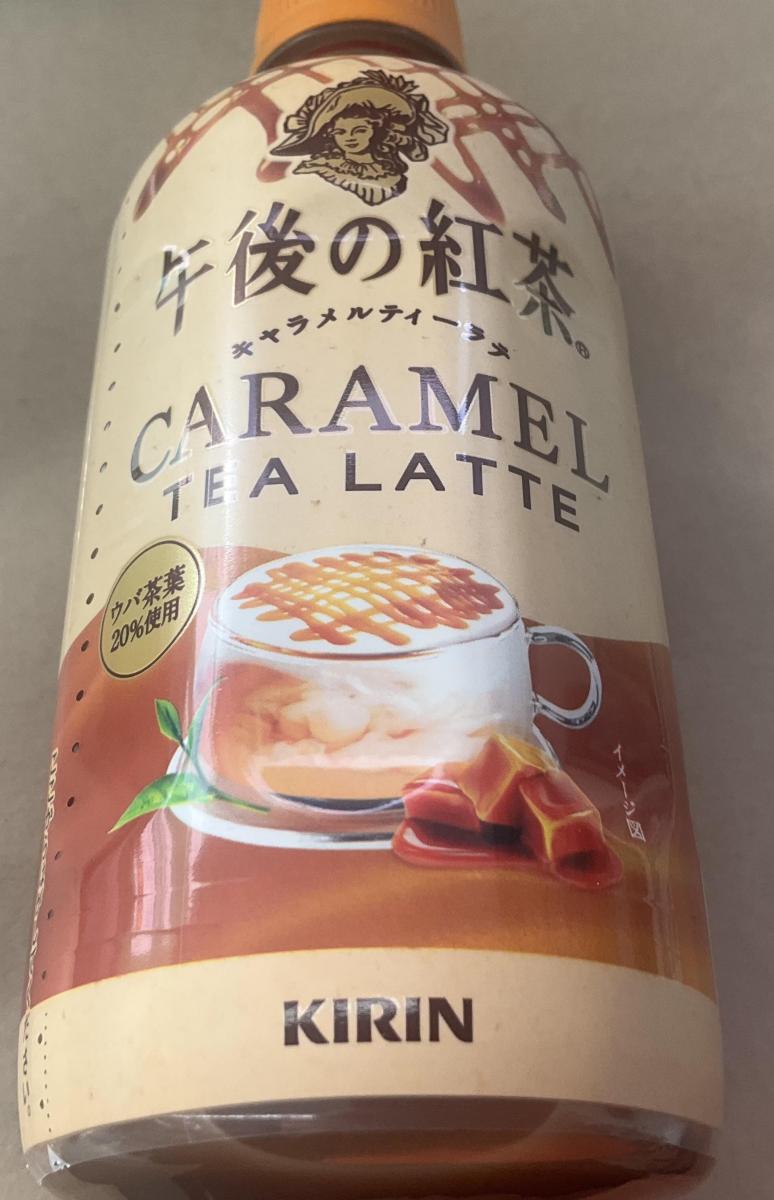 午後の紅茶®
キャラメルティーラテ
CARAMEL
TEA LATTE
ウバ茶葉
20%使用
イメージ図
KIRIN